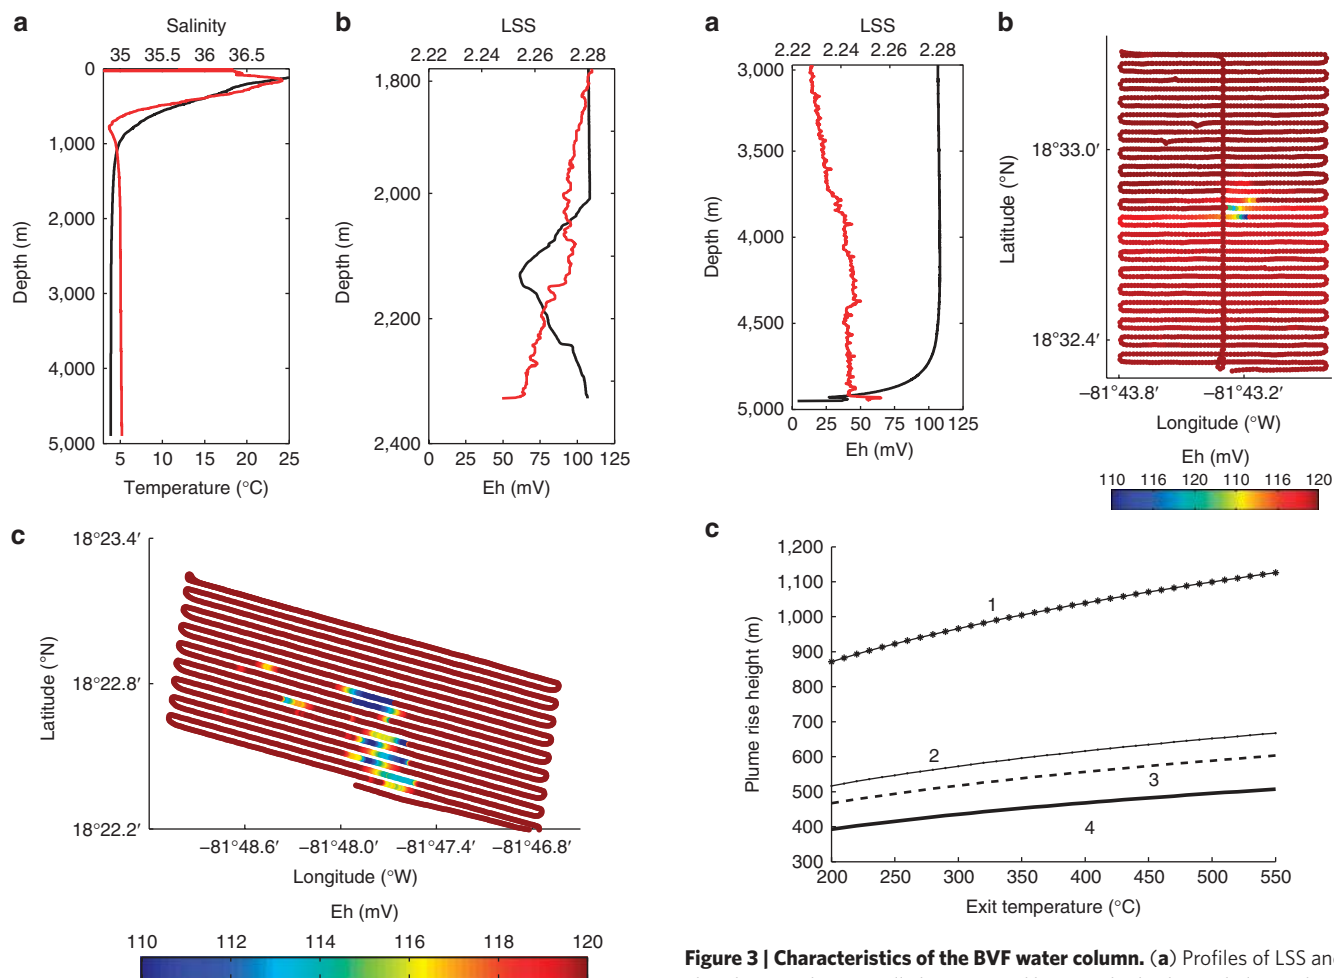 a
Salinity
35 35.5 36 36.5
0
1,000
2,000
3,000
4,000
5,000
Depth (m)
5 10 15 20 25
Temperature (°C)
b
LSS
2.22 2.24 2.26 2.28
1,800
2,000
2,200
2,400
Depth (m)
0 25 50 75 100 125
Eh (mV)
c
18°23.4′
18°22.8′
18°22.2′
Latitude (°N)
−81°48.6′ −81°48.0′ −81°47.4′ −81°46.8′
Longitude (°W)
Eh (mV)
110 112 114 116 118 120
a
LSS
2.22 2.24 2.26 2.28
3,000
3,500
4,000
4,500
5,000
Depth (m)
0 25 50 75 100 125
Eh (mV)
b
18°33.0′
18°32.4′
Latitude (°N)
−81°43.8′ −81°43.2′
Longitude (°W)
Eh (mV)
110 116 120 110 116 120
c
1,200
1,100
1,000
900
800
700
600
500
400
300
Plume rise height (m)
1
2
3
4
200 250 300 350 400 450 500 550
Exit temperature (°C)
Figure 3 | Characteristics of the BVF water column. (a) Profiles of LSS and